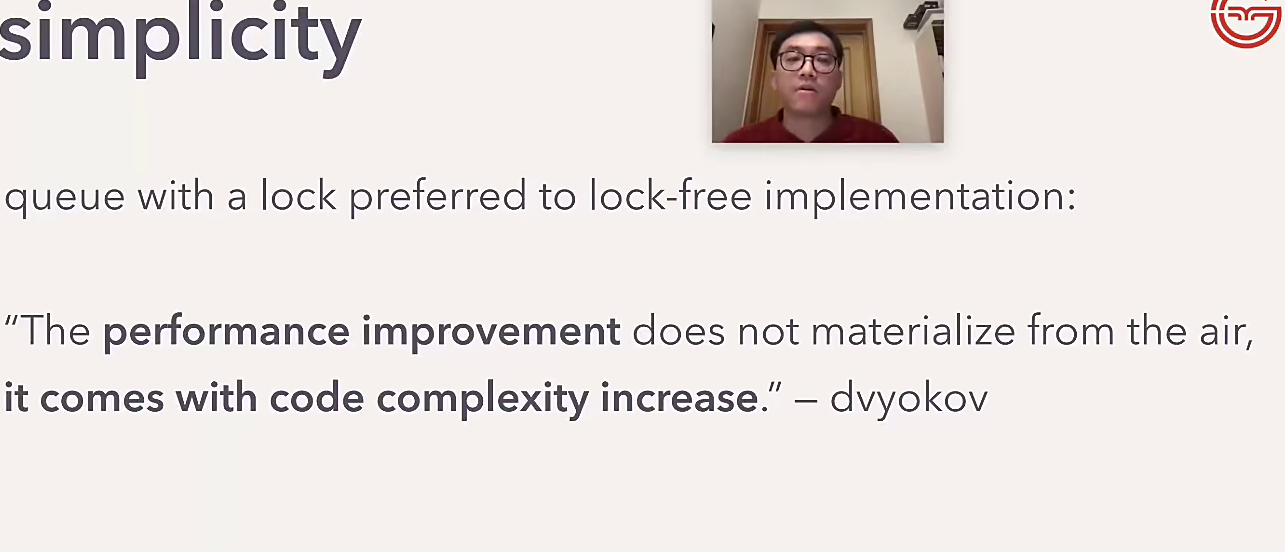 simplicity
queue with a lock preferred to lock-free implementation:
“The performance improvement does not materialize from the air,
it comes with code complexity increase.” – dvyokov